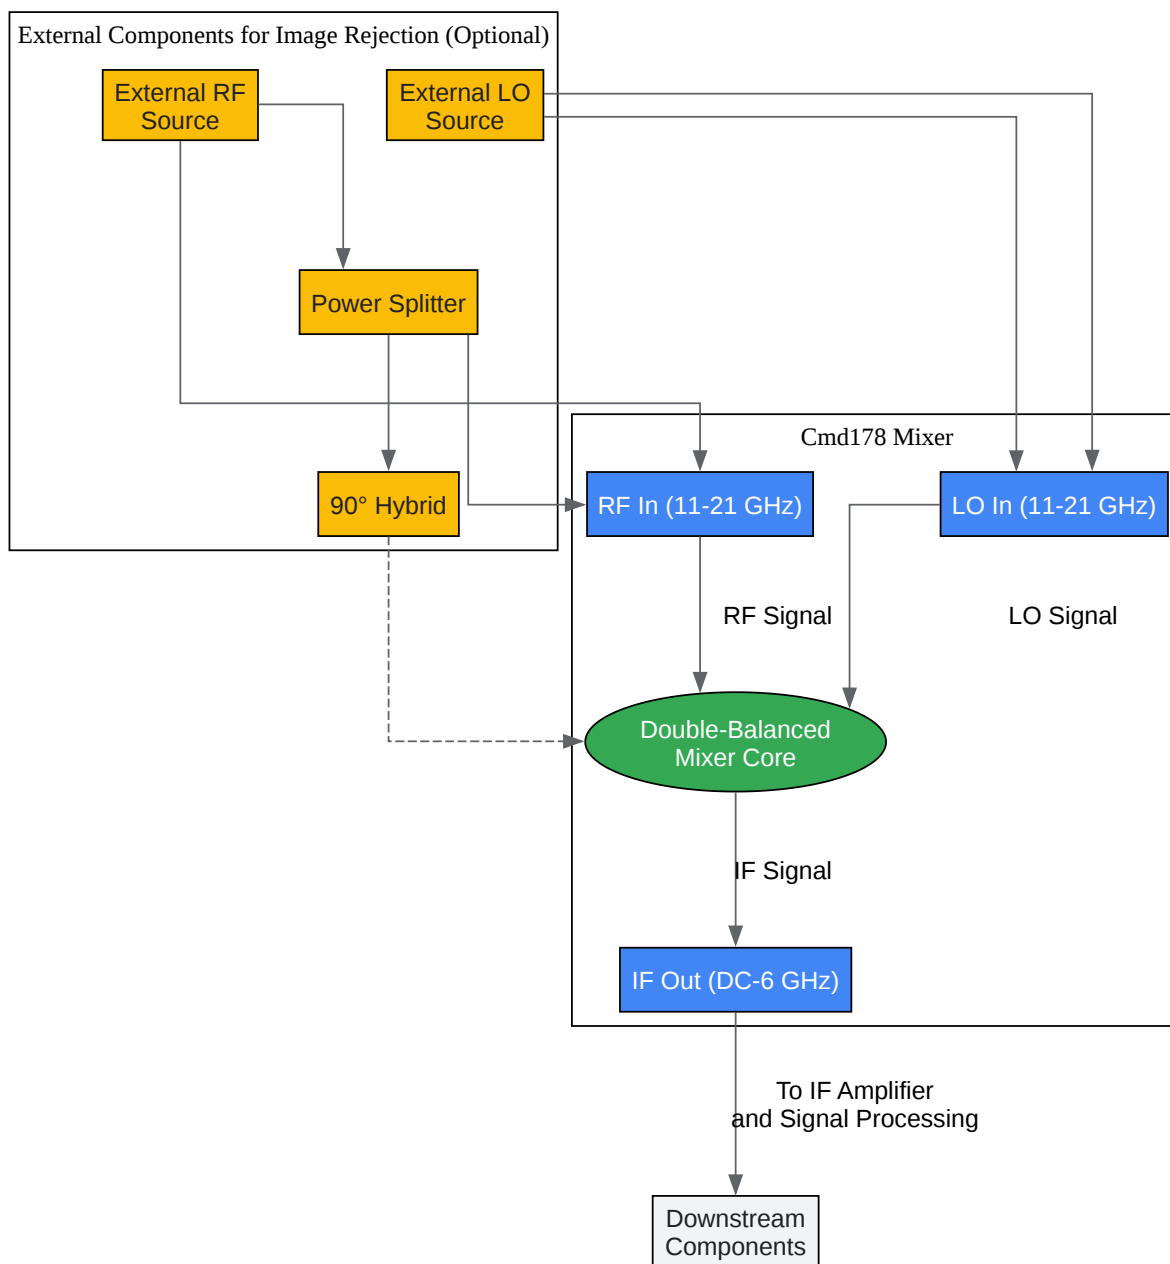 External Components for Image Rejection (Optional)
External RF
Source
External LO
Source
Power Splitter
90° Hybrid
Cmd178 Mixer
RF In (11-21 GHz)
LO In (11-21 GHz)
RF Signal
LO Signal
Double-Balanced
Mixer Core
IF Signal
IF Out (DC-6 GHz)
To IF Amplifier
and Signal Processing
Downstream
Components